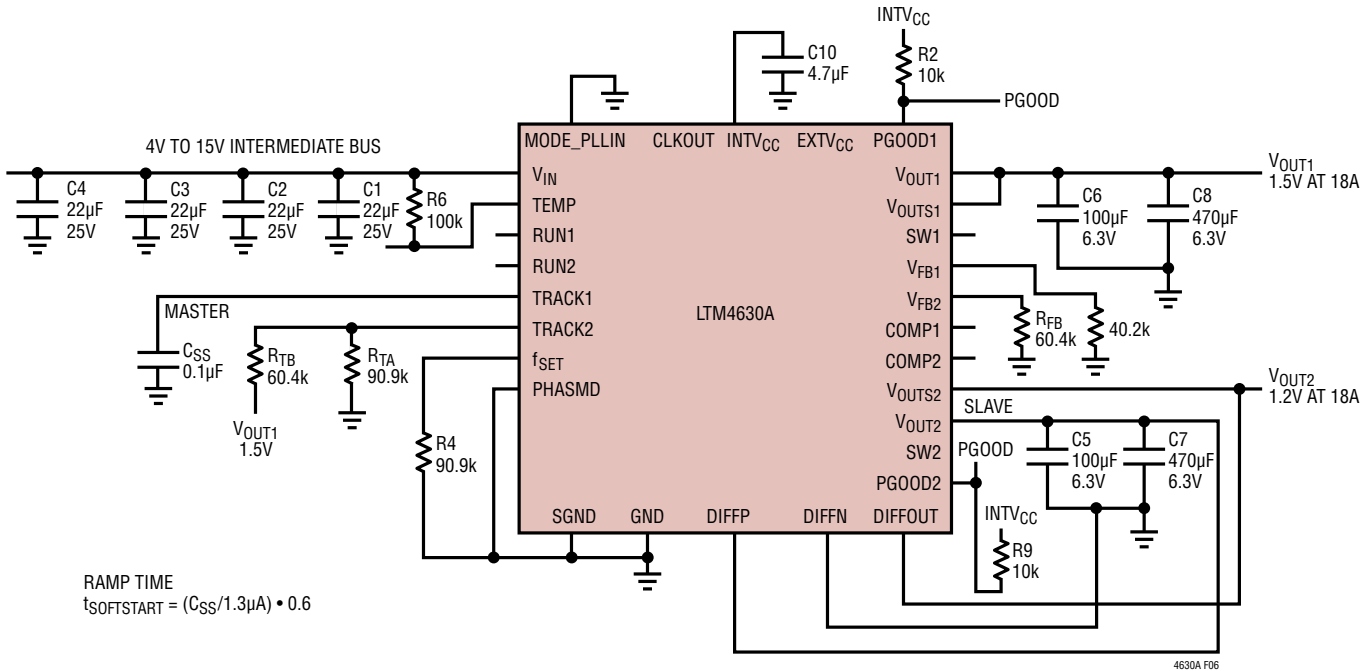 INTVCC
C10
4.7µF
R2
10k
PGOOD
4V TO 15V INTERMEDIATE BUS
MODE_PLLIN
CLKOUT
INTVCC
EXTVCC
PGOOD1
C4
22µF
25V
C3
22µF
25V
C2
22µF
25V
C1
22µF
25V
R6
100k
VIN
TEMP
RUN1
RUN2
TRACK1
TRACK2
fSET
PHASMD
LTM4630A
VOUT1
VOUTS1
SW1
VFB1
VFB2
COMP1
COMP2
VOUTS2
VOUT2
SW2
PGOOD2
SGND
GND
DIFFP
DIFFN
DIFFOUT
VOUT1
1.5V AT 18A
C6
100µF
6.3V
C8
470µF
6.3V
MASTER
CSS
0.1µF
RTB
60.4k
RTA
90.9k
VOUT1
1.5V
R4
90.9k
RFB
60.4k
40.2k
VOUT2
1.2V AT 18A
SLAVE
C5
100µF
6.3V
C7
470µF
6.3V
PGOOD
INTVCC
R9
10k
RAMP TIME
tSOFTSTART = (CSS/1.3µA) • 0.6
4630A F06